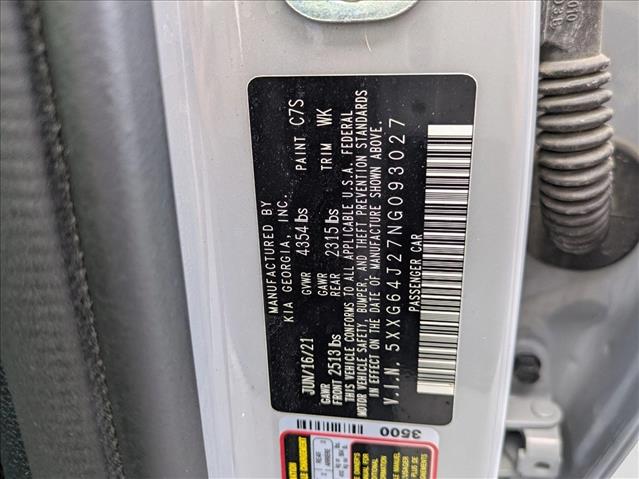 MANUFACTURED BY
KIA GEORGIA, INC.
JUN/16/21 GVWR 4354 lbs PAINT C7S
GAWR GAWR TRIM WK
FRONT 2513 lbs REAR 2315 lbs
THIS VEHICLE CONFORMS TO ALL APPLICABLE U.S.A. FEDERAL
MOTOR VEHICLE SAFETY, BUMPER, AND THEFT PREVENTION STANDARDS
IN EFFECT ON THE DATE OF MANUFACTURE SHOWN ABOVE.
V.I.N. 5XXG64J27NG093027
PASSENGER CAR
3500
REAR
ARRIERE